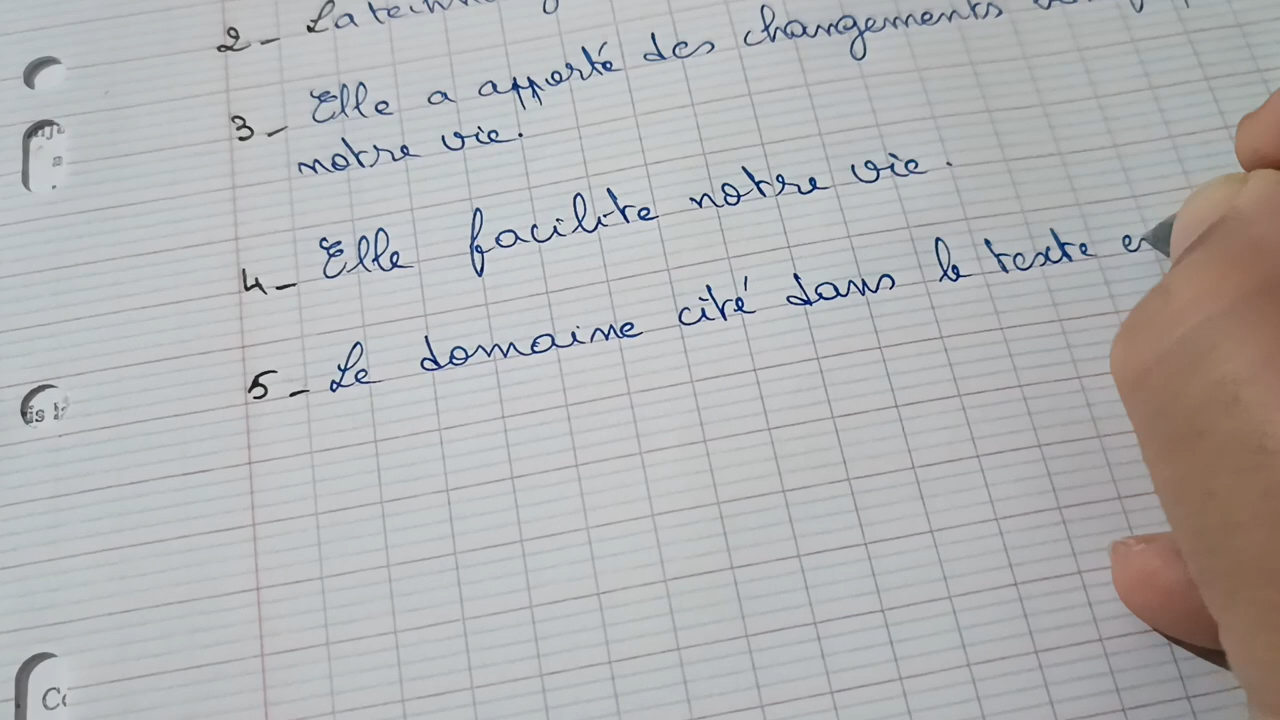 2-
3- Elle a apporté des changements
notre vie.
4- Elle facilite notre vie.
5- Le domaine cité dans le texte
is